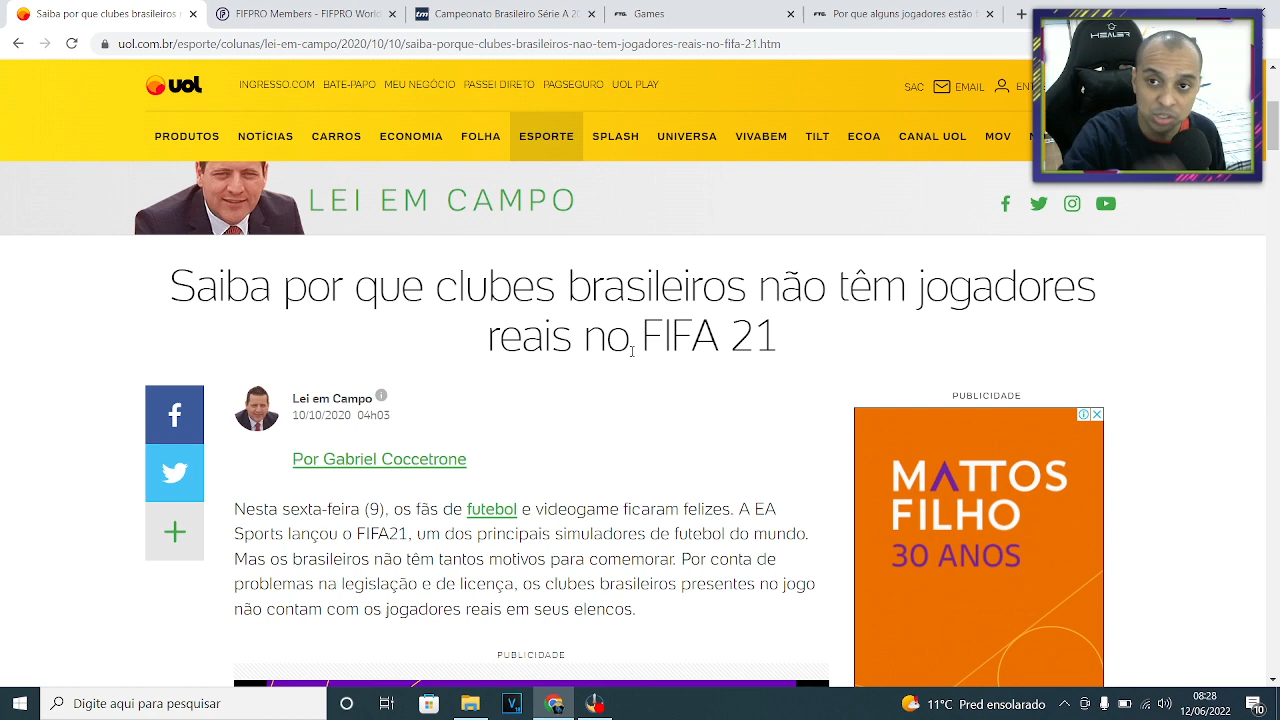 Saiba por que clubes brasileiros
FIFPRO Members - FIFPRO World
Campeonato Brasileiro Série A 20
FTG. Gari
FTG. que alguns jogadores estão f
uol.com.br/esporte/colunas/lei-em-campo/2020/10/10/saiba-porque-clubes-brasileiros-nao-tem-jogadores-reais-no-fifa-21.htm
HEALER
UOL
INGRESSO.COM BATE-PAPO MEU NEGÓCIO PASSEI DIRETO PAGSEGURO UOL PLAY
SAC EMAIL
PRODUTOS NOTÍCIAS CARROS ECONOMIA FOLHA ESPORTE SPLASH UNIVERSA VIVABEM TILT ECOA CANAL UOL MOV
LEI EM CAMPO
Saiba por que clubes brasileiros não têm jogadores
reais no FIFA 21
Lei em Campo
10/10/2020 04h03
Por Gabriel Coccetrone
Nesta sexta-feira (9), os fãs de futebol e videogame ficaram felizes. A EA
Sports lançou o FIFA21, um dos principais simuladores de futebol do mundo.
Mas os brasileiros não têm tantos motivos para comemorar. Por conta de
problemas na legislação e de licença, os clubes brasileiros presentes no jogo
não contam com os jogadores reais em seus elencos.
PUBLICIDADE
PUBLICIDADE
MATTOS
FILHO
30 ANOS
Digite aqui para pesquisar
11°C Pred nublado
08:28
12/06/2022